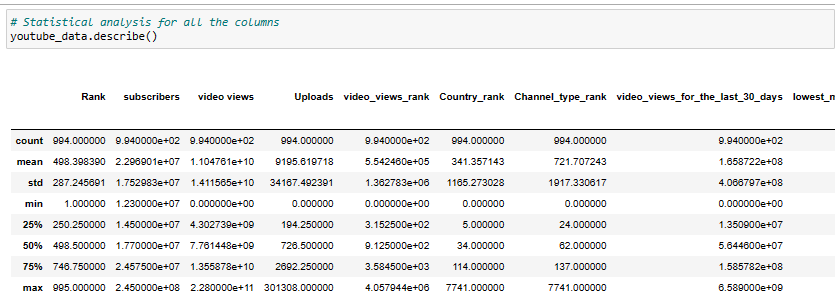 # Statistical analysis for all the columns
youtube_data.describe()
Rank subscribers video views Uploads video_views_rank Country_rank Channel_type_rank video_views_for_the_last_30_days lowest_m
count 994.000000 9.940000e+02 9.940000e+02 994.000000 9.940000e+02 994.000000 994.000000 9.940000e+02
mean 498.398390 2.296901e+07 1.104761e+10 9195.619718 5.542460e+05 341.357143 721.707243 1.658722e+08
std 287.245691 1.752983e+07 1.411565e+10 34167.492391 1.362783e+06 1165.273028 1917.330617 4.066797e+08
min 1.000000 1.230000e+07 0.000000e+00 0.000000 0.000000e+00 0.000000 0.000000 0.000000e+00
25% 250.250000 1.450000e+07 4.302739e+09 194.250000 3.152500e+02 5.000000 24.000000 1.350907e+07
50% 498.500000 1.770000e+07 7.761448e+09 726.500000 9.125000e+02 34.000000 62.000000 5.644600e+07
75% 746.750000 2.457500e+07 1.355878e+10 2692.250000 3.584500e+03 114.000000 137.000000 1.585782e+08
max 995.000000 2.450000e+08 2.280000e+11 301308.000000 4.057944e+06 7741.000000 7741.000000 6.589000e+09